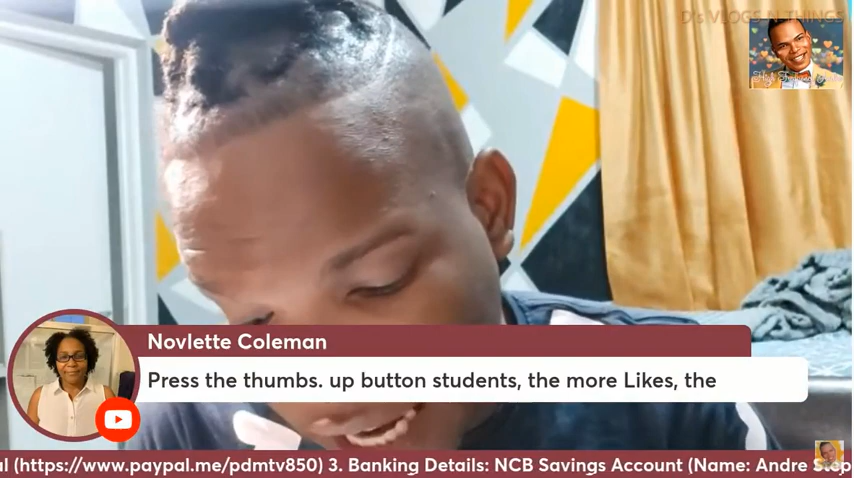 D's VLOGS N THINGS
Novlette Coleman
Press the thumbs. up button students, the more Likes, the
al (https://www.paypal.me/pdmtv850) 3. Banking Details: NCB Savings Account (Name: Andre Step